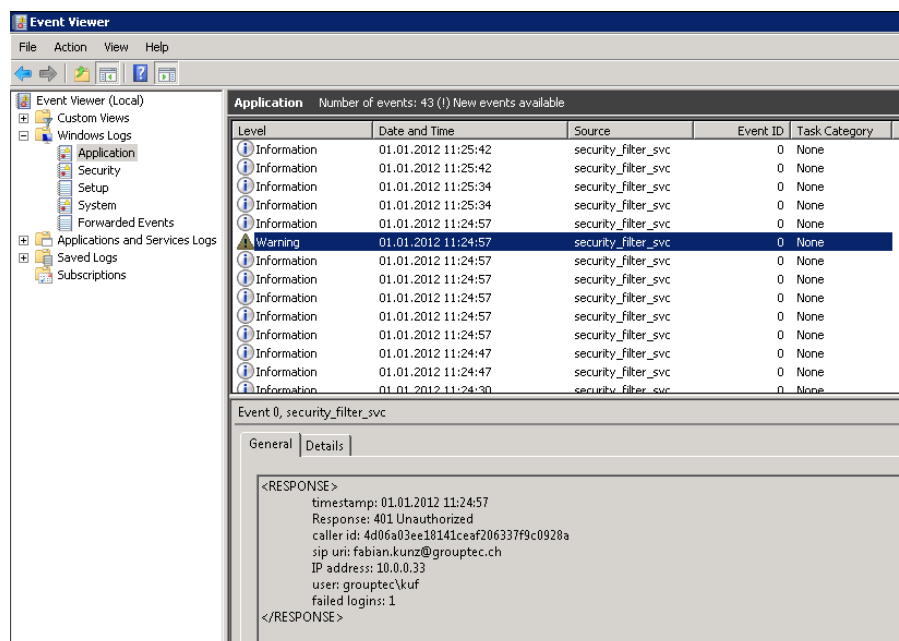 Event Viewer
File Action View Help
Event Viewer (Local)
Custom Views
Windows Logs
Application
Security
Setup
System
Forwarded Events
Applications and Services Logs
Saved Logs
Subscriptions
Application Number of events: 43 (!) New events available
Level Date and Time Source Event ID Task Category
Information 01.01.2012 11:25:42 security_filter_svc 0 None
Information 01.01.2012 11:25:42 security_filter_svc 0 None
Information 01.01.2012 11:25:34 security_filter_svc 0 None
Information 01.01.2012 11:25:34 security_filter_svc 0 None
Information 01.01.2012 11:24:57 security_filter_svc 0 None
Warning 01.01.2012 11:24:57 security_filter_svc 0 None
Information 01.01.2012 11:24:57 security_filter_svc 0 None
Information 01.01.2012 11:24:57 security_filter_svc 0 None
Information 01.01.2012 11:24:57 security_filter_svc 0 None
Information 01.01.2012 11:24:57 security_filter_svc 0 None
Information 01.01.2012 11:24:57 security_filter_svc 0 None
Information 01.01.2012 11:24:47 security_filter_svc 0 None
Information 01.01.2012 11:24:47 security_filter_svc 0 None
Information 01.01.2012 11:24:30 security_filter_svc 0 None
Event 0, security_filter_svc
General Details
<RESPONSE>
timestamp: 01.01.2012 11:24:57
Response: 401 Unauthorized
caller id: 4d06a03ee18141ceaf206337f9c0928a
sip uri: fabian.kunz@grouptec.ch
IP address: 10.0.0.33
user: grouptec\kuf
failed logins: 1
</RESPONSE>